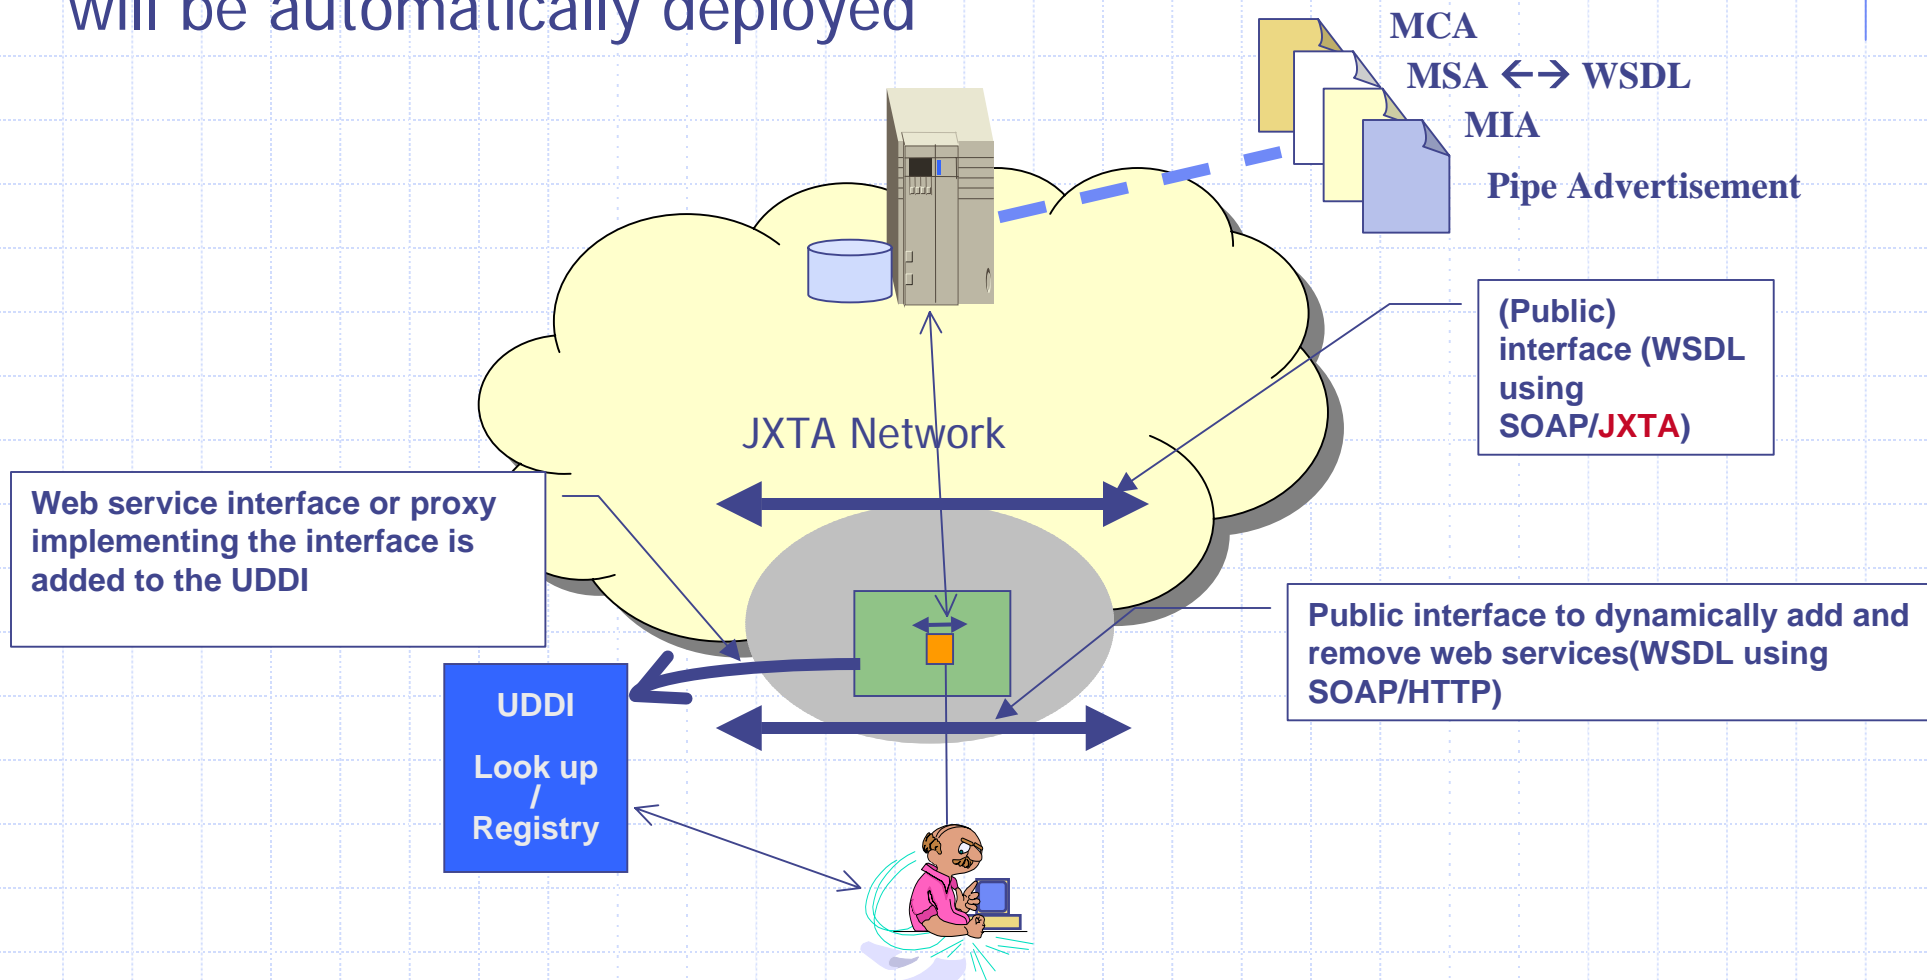 will be automatically deployed
MCA
MSA ←→ WSDL
MIA
Pipe Advertisement
(Public)
interface (WSDL
using
SOAP/JXTA)
JXTA Network
Web service interface or proxy
implementing the interface is
added to the UDDI
Public interface to dynamically add and
remove web services(WSDL using
SOAP/HTTP)
UDDI
Look up
/
Registry